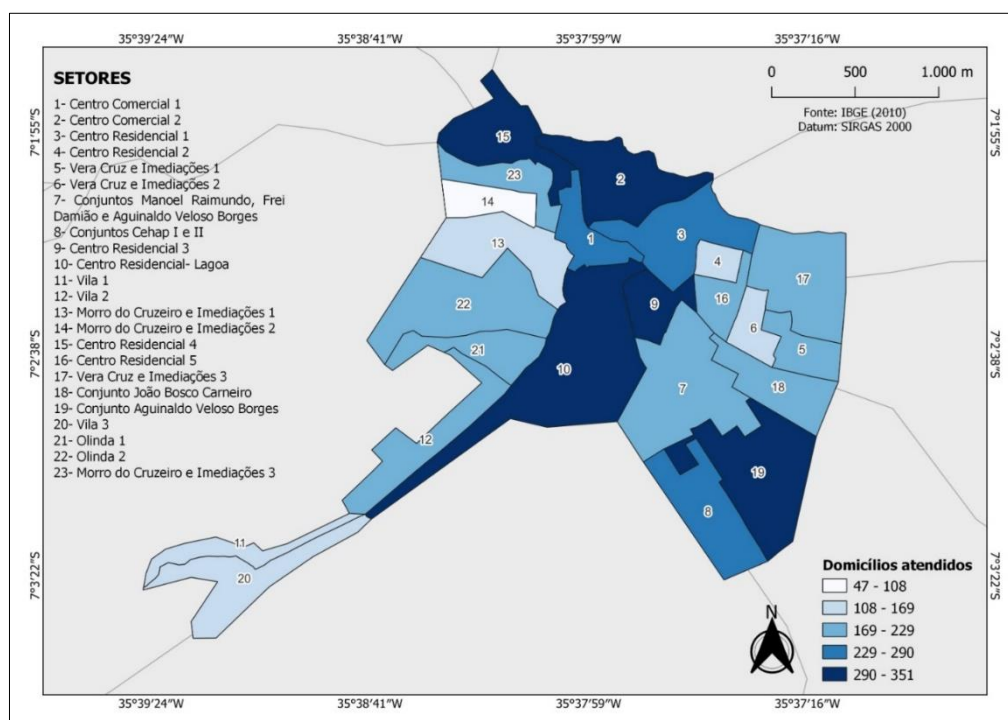 35°39'24"W 35°38'41"W 35°37'59"W 35°37'16"W
SETORES
1- Centro Comercial 1
2- Centro Comercial 2
3- Centro Residencial 1
4- Centro Residencial 2
5- Vera Cruz e Imediações 1
6- Vera Cruz e Imediações 2
7- Conjuntos Manoel Raimundo, Frei
Damião e Aguinaldo Veloso Borges
8- Conjuntos Cehap I e II
9- Centro Residencial 3
10- Centro Residencial- Lagoa
11- Vila 1
12- Vila 2
13- Morro do Cruzeiro e Imediações 1
14- Morro do Cruzeiro e Imediações 2
15- Centro Residencial 4
16- Centro Residencial 5
17- Vera Cruz e Imediações 3
18- Conjunto João Bosco Carneiro
19- Conjunto Aguinaldo Veloso Borges
20- Vila 3
21- Olinda 1
22- Olinda 2
23- Morro do Cruzeiro e Imediações 3
0 500 1.000 m
Fonte: IBGE (2010)
Datum: SIRGAS 2000
7°1'55"S 7°1'55"S
7°2'38"S 7°2'38"S
7°3'22"S 7°3'22"S
15
2
23
14
1
3
13
4
17
22
16
9
6
5
21
10
7
18
12
19
8
11
20
Domicílios atendidos
47 - 108
108 - 169
169 - 229
229 - 290
290 - 351
N
35°39'24"W 35°38'41"W 35°37'59"W 35°37'16"W